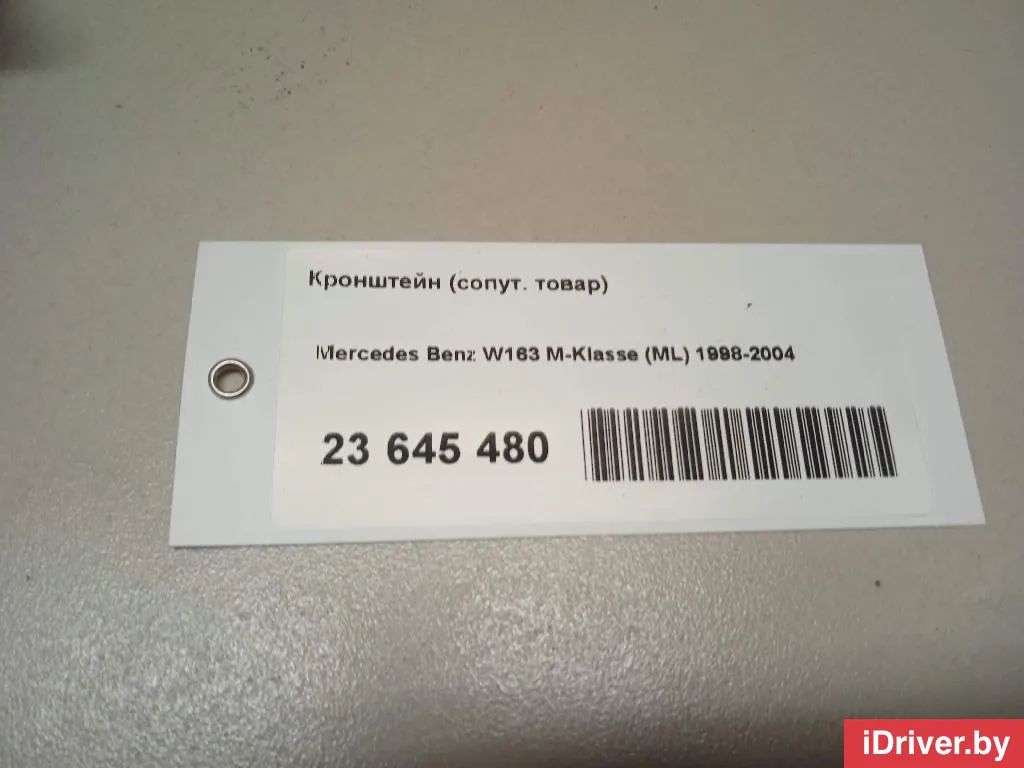 Кронштейн (сопут. товар)
Mercedes Benz W163 M-Klasse (ML) 1998-2004
23 645 480
iDriver.by